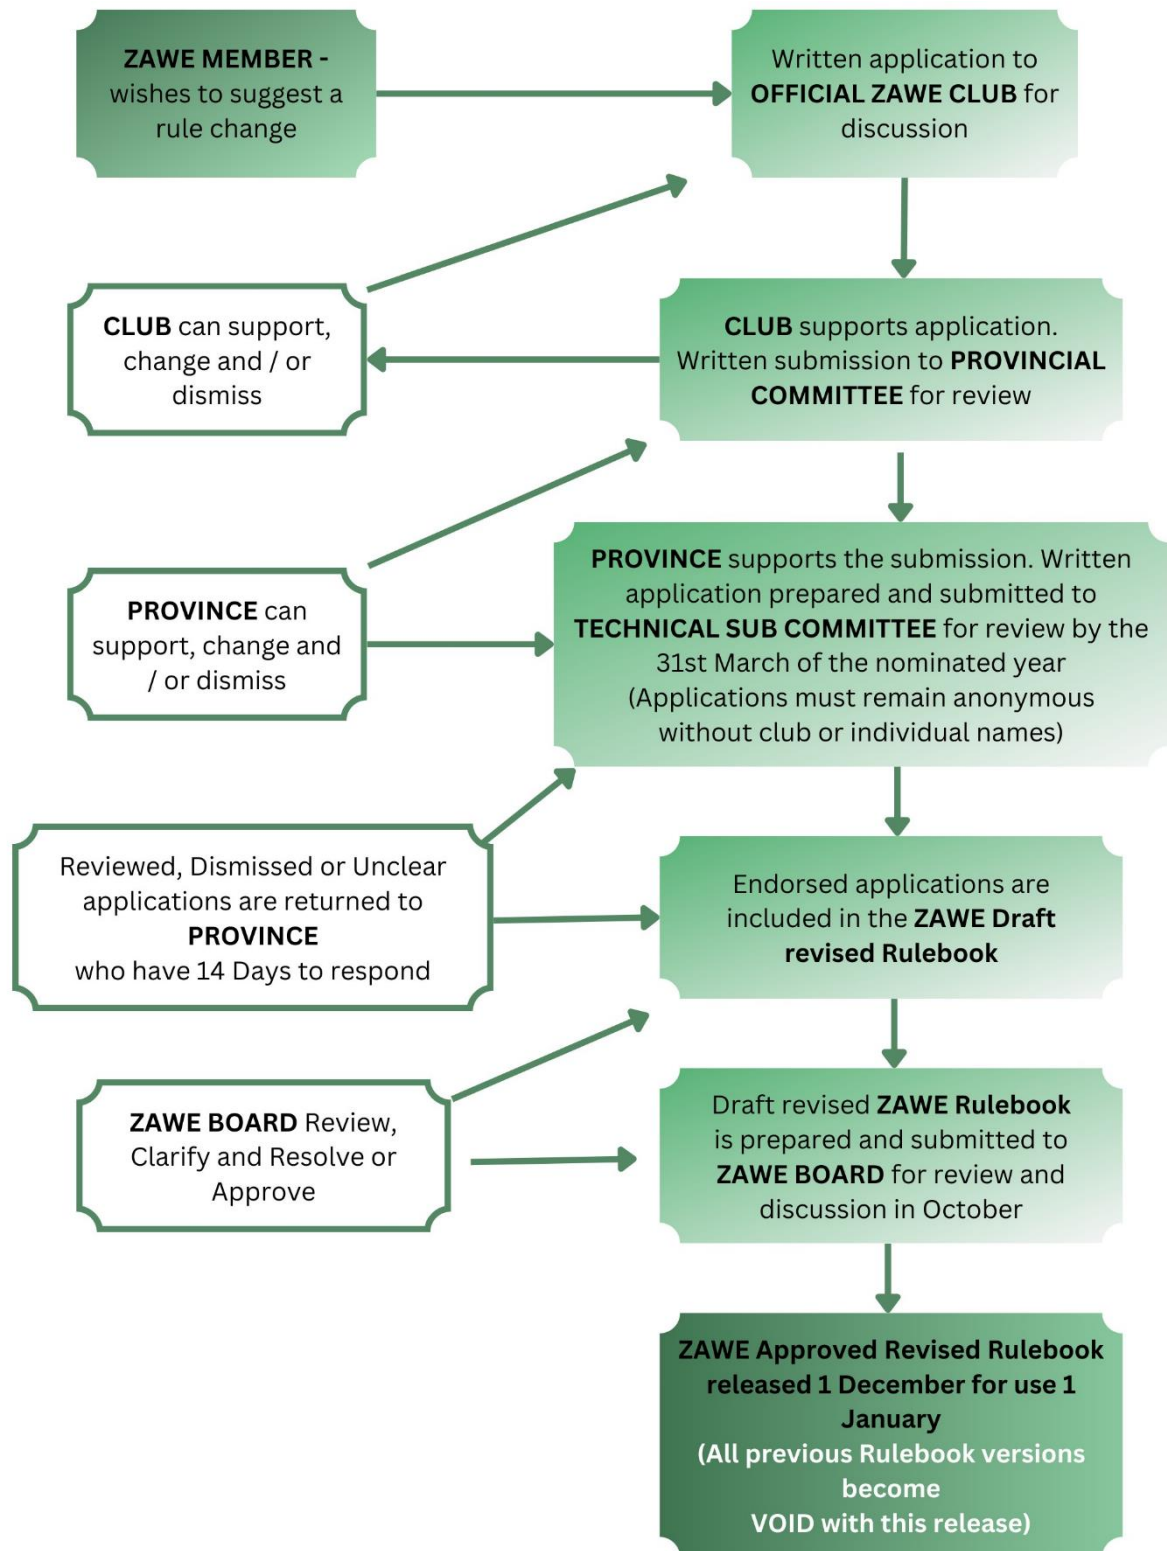 ZAWE MEMBER -
wishes to suggest a
rule change
Written application to
OFFICIAL ZAWE CLUB for
discussion
CLUB can support,
change and / or
dismiss
CLUB supports application.
Written submission to PROVINCIAL
COMMITTEE for review
PROVINCE can
support, change and
/ or dismiss
PROVINCE supports the submission. Written
application prepared and submitted to
TECHNICAL SUB COMMITTEE for review by the
31st March of the nominated year
(Applications must remain anonymous
without club or individual names)
Reviewed, Dismissed or Unclear
applications are returned to
PROVINCE
who have 14 Days to respond
Endorsed applications are
included in the ZAWE Draft
revised Rulebook
ZAWE BOARD Review,
Clarify and Resolve or
Approve
Draft revised ZAWE Rulebook
is prepared and submitted to
ZAWE BOARD for review and
discussion in October
ZAWE Approved Revised Rulebook
released 1 December for use 1
January
(All previous Rulebook versions
become
VOID with this release)